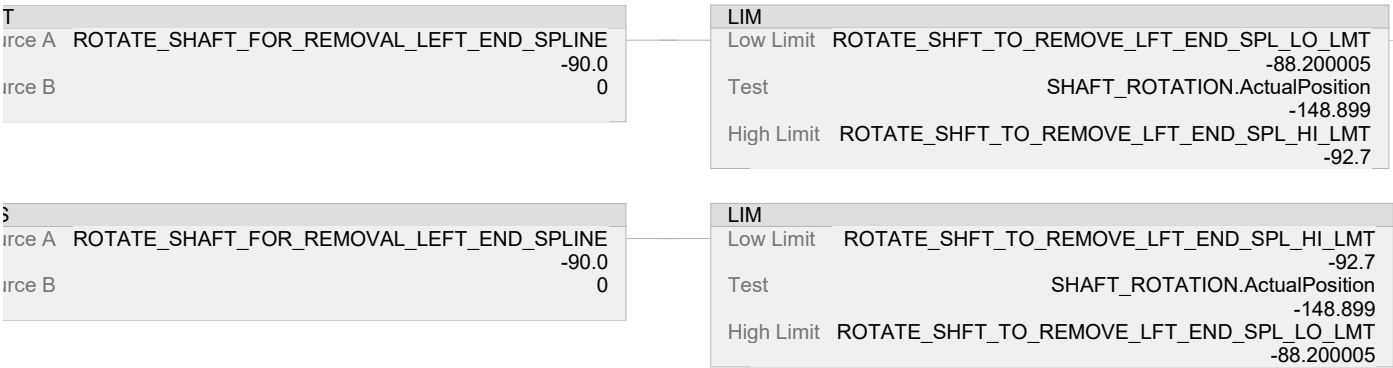 T
LIM
urce A ROTATE_SHAFT_FOR_REMOVAL_LEFT_END_SPLINE
-90.0
urce B 0
Low Limit ROTATE_SHFT_TO_REMOVE_LFT_END_SPL_LO_LMT
-88.200005
Test SHAFT_ROTATION.ActualPosition
-148.899
High Limit ROTATE_SHFT_TO_REMOVE_LFT_END_SPL_HI_LMT
-92.7
S
LIM
urce A ROTATE_SHAFT_FOR_REMOVAL_LEFT_END_SPLINE
-90.0
urce B 0
Low Limit ROTATE_SHFT_TO_REMOVE_LFT_END_SPL_HI_LMT
-92.7
Test SHAFT_ROTATION.ActualPosition
-148.899
High Limit ROTATE_SHFT_TO_REMOVE_LFT_END_SPL_LO_LMT
-88.200005